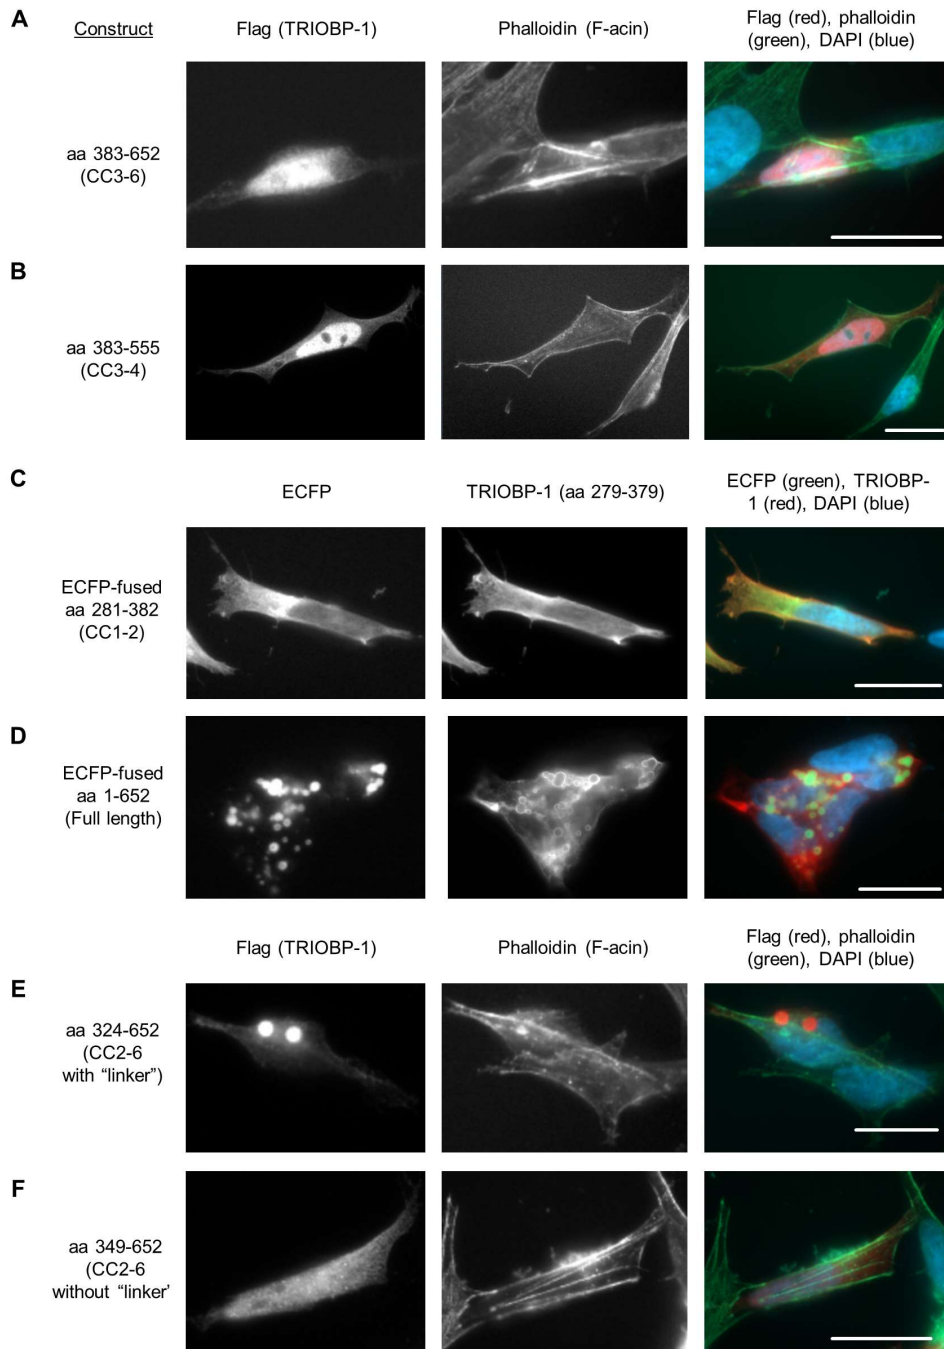 A
Construct
Flag (TRIOBP-1)
Phalloidin (F-acin)
Flag (red), phalloidin
(green), DAPI (blue)
aa 383-652
(CC3-6)
B
aa 383-555
(CC3-4)
C
ECFP
TRIOBP-1 (aa 279-379)
ECFP (green), TRIOBP-
1 (red), DAPI (blue)
ECFP-fused
aa 281-382
(CC1-2)
D
ECFP-fused
aa 1-652
(Full length)
Flag (TRIOBP-1)
Phalloidin (F-acin)
Flag (red), phalloidin
(green), DAPI (blue)
E
aa 324-652
(CC2-6
with “linker”)
F
aa 349-652
(CC2-6
without “linker’